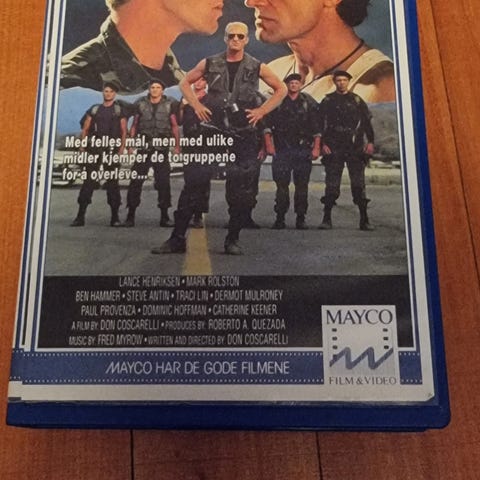 Med felles mål, men med ulike
midler kjemper de to grupperne
for å overleve...
LANCE HENRIKSEN • MARK ROLSTON
BEN HAMMER • STEVE ANTIN • TRACI LIN • DERMOT MULRONEY
PAUL PROVENZA • DOMINIC HOFFMAN • CATHERINE KEENER
A FILM BY: DON COSCARELLI • PRODUCES BY: ROBERTO A. QUEZADA
MUSIC BY: FRED MYROW • WRITTEN AND DIRECTED BY DON COSCARELLI
MAYCO HAR DE GODE FILMENE
MAYCO
FILM & VIDEO